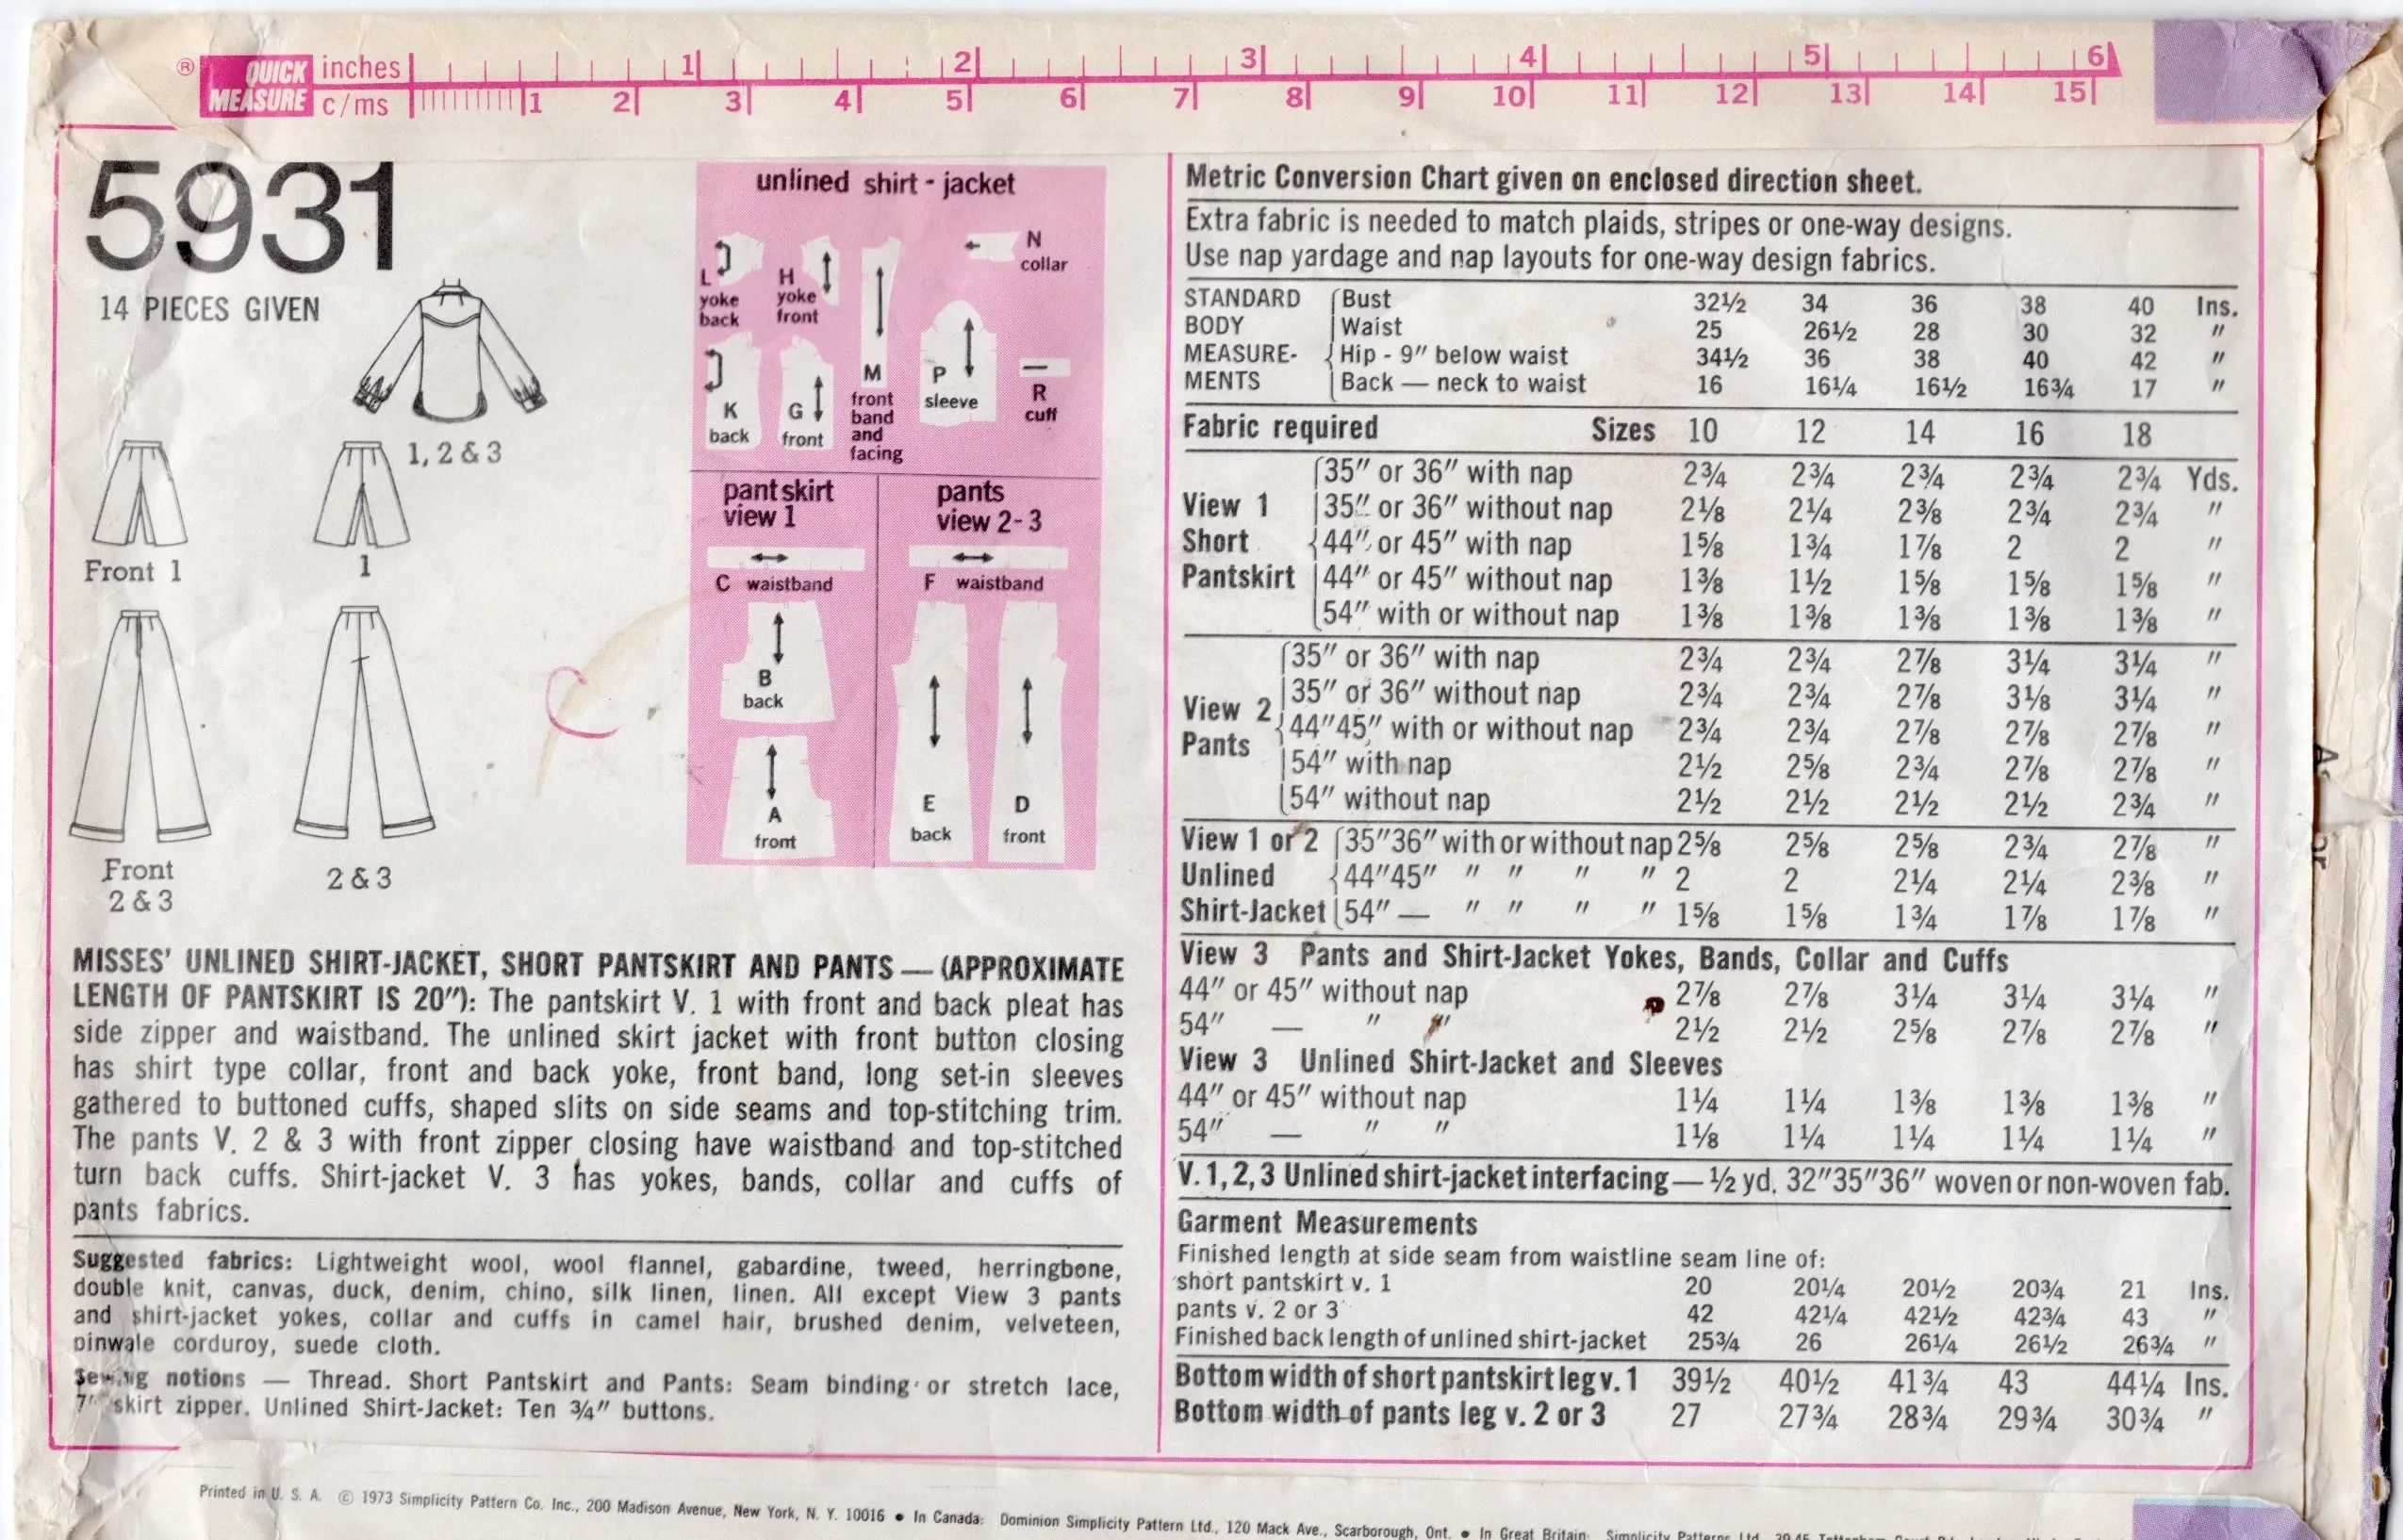 ® QUICK MEASURE inches 1 2 3 4 5 6
c/ms 1 2 3 4 5 6 7 8 9 10 11 12 13 14 15
5931
14 PIECES GIVEN
1, 2 & 3
Front 1
1
Front
2 & 3
2 & 3
unlined shirt - jacket
L
yoke
back
H
yoke
front
M
front
band
and
facing
N
collar
P
sleeve
R
cuff
K
back
G
front
pantskirt
view 1
C waistband
B
back
A
front
pants
view 2-3
F waistband
E
back
D
front
MISSES' UNLINED SHIRT-JACKET, SHORT PANTSKIRT AND PANTS — (APPROXIMATE
LENGTH OF PANTSKIRT IS 20"): The pantskirt V. 1 with front and back pleat has
side zipper and waistband. The unlined skirt jacket with front button closing
has shirt type collar, front and back yoke, front band, long set-in sleeves
gathered to buttoned cuffs, shaped slits on side seams and top-stitching trim.
The pants V. 2 & 3 with front zipper closing have waistband and top-stitched
turn back cuffs. Shirt-jacket V. 3 has yokes, bands, collar and cuffs of
pants fabrics.
Suggested fabrics: Lightweight wool, wool flannel, gabardine, tweed, herringbone,
double knit, canvas, duck, denim, chino, silk linen, linen. All except View 3 pants
and shirt-jacket yokes, collar and cuffs in camel hair, brushed denim, velveteen,
pinwale corduroy, suede cloth.
Sewing notions — Thread. Short Pantskirt and Pants: Seam binding or stretch lace,
7" skirt zipper. Unlined Shirt-Jacket: Ten ¾" buttons.
Metric Conversion Chart given on enclosed direction sheet.
Extra fabric is needed to match plaids, stripes or one-way designs.
Use nap yardage and nap layouts for one-way design fabrics.
STANDARD Bust 32½ 34 36 38 40 Ins.
BODY Waist 25 26½ 28 30 32 "
MEASURE- Hip - 9" below waist 34½ 36 38 40 42 "
MENTS Back — neck to waist 16 16¼ 16½ 16¾ 17 "
Fabric required Sizes 10 12 14 16 18
35" or 36" with nap 2¾ 2¾ 2¾ 2¾ 2¾ Yds.
View 1 35" or 36" without nap 2⅛ 2¼ 2⅜ 2¾ 2¾ "
Short 44" or 45" with nap 1⅝ 1¾ 1⅞ 2 2 "
Pantskirt 44" or 45" without nap 1⅜ 1½ 1⅝ 1⅝ 1⅝ "
54" with or without nap 1⅜ 1⅜ 1⅜ 1⅜ 1⅜ "
35" or 36" with nap 2¾ 2¾ 2⅞ 3¼ 3¼ "
35" or 36" without nap 2¾ 2¾ 2⅞ 3⅛ 3¼ "
View 2 44"45" with or without nap 2¾ 2¾ 2⅞ 2⅞ 2⅞ "
Pants 54" with nap 2½ 2⅝ 2¾ 2⅞ 2⅞ "
54" without nap 2½ 2½ 2½ 2½ 2¾ "
View 1 or 2 35"36" with or without nap 2⅝ 2⅝ 2⅝ 2¾ 2⅞ "
Unlined 44"45" " " " " 2 2 2¼ 2¼ 2⅜ "
Shirt-Jacket 54" — " " " " 1⅝ 1⅝ 1¾ 1⅞ 1⅞ "
View 3 Pants and Shirt-Jacket Yokes, Bands, Collar and Cuffs
44" or 45" without nap 2⅞ 2⅞ 3¼ 3¼ 3¼ "
54" — " " 2½ 2½ 2⅝ 2⅞ 2⅞ "
View 3 Unlined Shirt-Jacket and Sleeves
44" or 45" without nap 1¼ 1¼ 1⅜ 1⅜ 1⅜ "
54" — " " 1⅛ 1¼ 1¼ 1¼ 1¼ "
V. 1, 2, 3 Unlined shirt-jacket interfacing — ½ yd. 32"35"36" woven or non-woven fab.
Garment Measurements
Finished length at side seam from waistline seam line of:
short pantskirt v. 1 20 20¼ 20½ 20¾ 21 Ins.
pants v. 2 or 3 42 42¼ 42½ 42¾ 43 "
Finished back length of unlined shirt-jacket 25¾ 26 26¼ 26½ 26¾ "
Bottom width of short pantskirt leg v. 1 39½ 40½ 41¾ 43 44¼ Ins.
Bottom width of pants leg v. 2 or 3 27 27¾ 28¾ 29¾ 30¾ "
Printed in U. S. A. © 1973 Simplicity Pattern Co. Inc., 200 Madison Avenue, New York, N. Y. 10016 • In Canada: Dominion Simplicity Pattern Ltd., 120 Mack Ave., Scarborough, Ont. • In Great Britain: Simplicity Patterns Ltd.